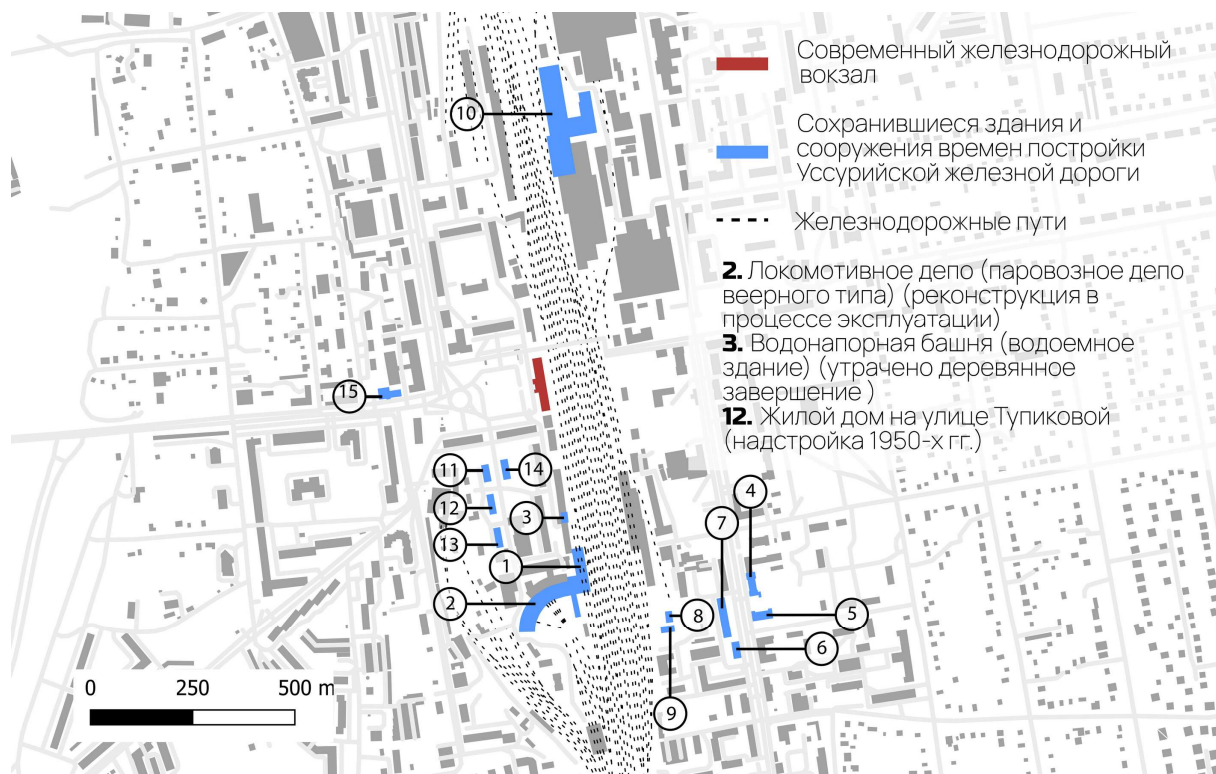 Современный железнодорожный
вокзал
Сохранившиеся здания и
сооружения времен постройки
Уссурийской железной дороги
Железнодорожные пути
2. Локомотивное депо (паровозное депо
веерного типа) (реконструкция в
процессе эксплуатации)
3. Водонапорная башня (водоемное
здание) (утрачено деревянное
завершение )
12. Жилой дом на улице Тупиковой
(надстройка 1950-х гг.)
10
15
11
14
12
3
13
1
2
4
7
8
5
6
9
0 250 500 m